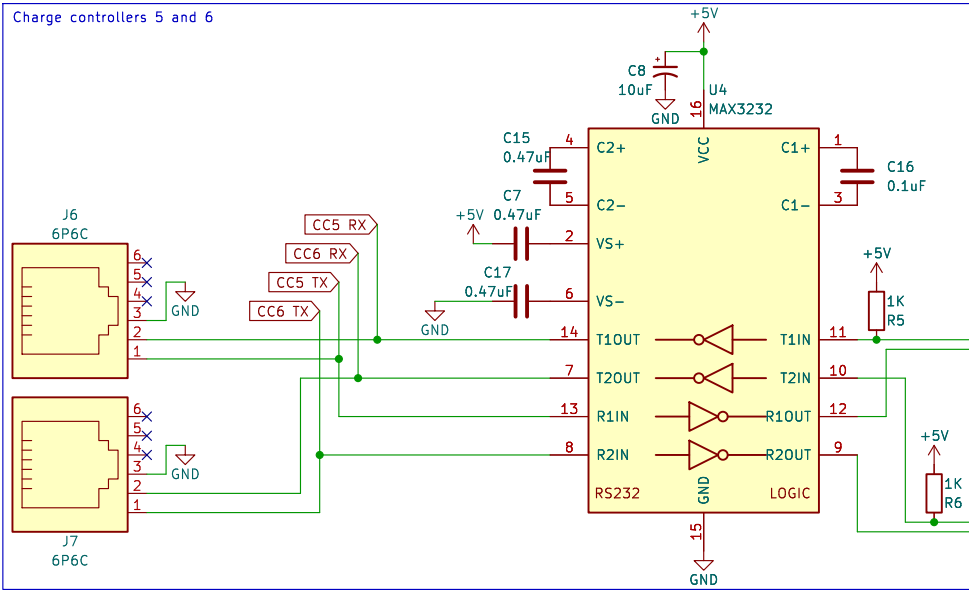 Charge controllers 5 and 6
+5V
C8
10uF
GND
16
U4
MAX3232
VCC
C15
0.47uF
4
C2+
5
C2-
C1+
1
C1-
3
C16
0.1uF
C7
0.47uF
+5V
2
VS+
C17
0.47uF
GND
6
VS-
J6
6P6C
6
5
4
3
2
1
GND
CC5 RX
CC6 RX
CC5 TX
CC6 TX
14
T1OUT
T1IN
11
7
T2OUT
T2IN
10
13
R1IN
R1OUT
12
8
R2IN
R2OUT
9
+5V
1K
R5
+5V
1K
R6
RS232
GND
LOGIC
15
GND
6
5
4
3
2
1
GND
J7
6P6C